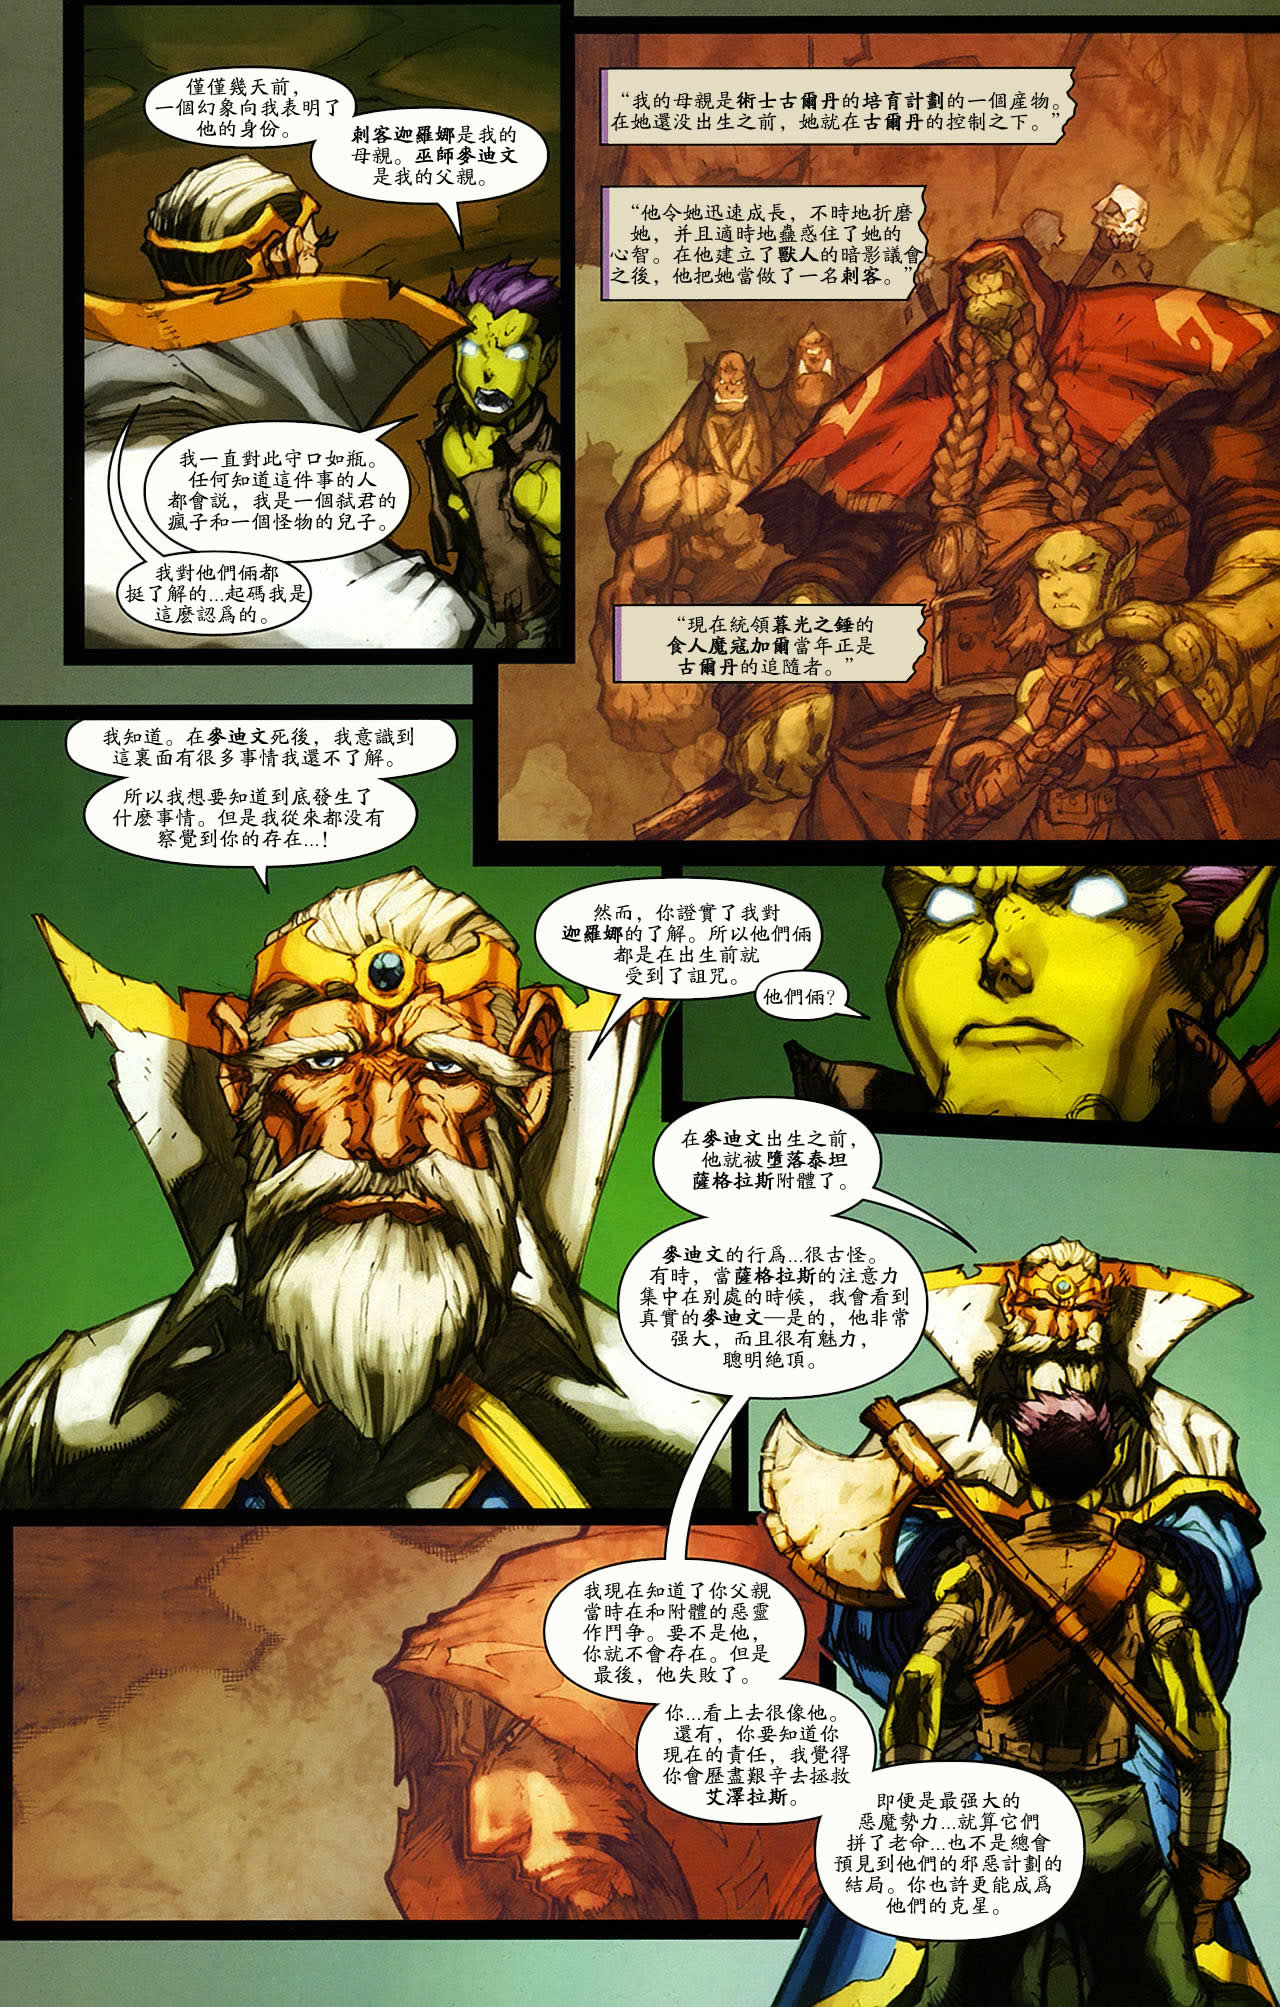 僅僅幾天前，
一個幻象向我表明了
他的身份。
刺客迦羅娜是我的
母親。巫師麥迪文
是我的父親。
我一直對此守口如瓶。
任何知道這件事的人
都會説，我是一個弒君的
瘋子和一個怪物的兒子。
我對他們倆都
挺了解的...起碼我是
這麽認爲的。
“我的母親是術士古爾丹的培育計劃的一個産物。
在她還没出生之前，她就在古爾丹的控制之下。”
“他令她迅速成長，不時地折磨
她，并且適時地蠱惑住了她的
心智。在他建立了獸人的暗影議會
之後，他把她當做了一名刺客。”
“現在統領暮光之錘的
食人魔寇加爾當年正是
古爾丹的追隨者。”
我知道。在麥迪文死後，我意識到
這裏面有很多事情我還不了解。
所以我想要知道到底發生了
什麽事情。但是我從來都没有
察覺到你的存在...！
然而，你證實了我對
迦羅娜的了解。所以他們倆
都是在出生前就
受到了詛咒。
他們倆？
在麥迪文出生之前，
他就被墮落泰坦
薩格拉斯附體了。
麥迪文的行爲...很古怪。
有時，當薩格拉斯的注意力
集中在别處的時候，我會看到
真實的麥迪文—是的，他非常
强大，而且很有魅力，
聰明絶頂。
我現在知道了你父親
當時在和附體的惡靈
作鬥争。要不是他，
你就不會存在。但是
最後，他失敗了。
你...看上去很像他。
還有，你要知道你
現在的責任，我覺得
你會歷盡艱辛去拯救
艾澤拉斯。
即便是最强大的
惡魔勢力...就算它們
拼了老命...也不是總會
預見到他們的邪惡計劃的
結局。你也許更能成爲
他們的克星。